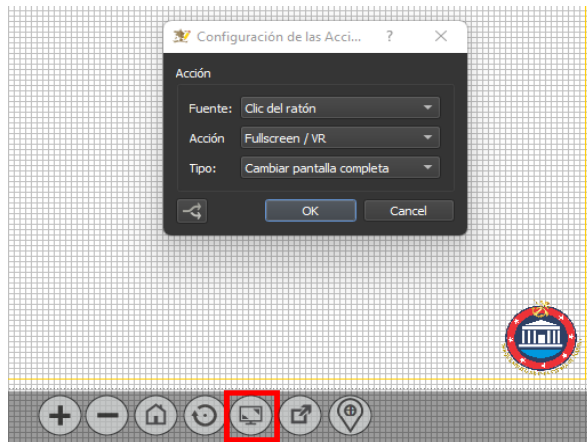 Configuración de las Acci... ?
Acción
Fuente: Clic del ratón
Acción Fullscreen / VR
Tipo: Cambiar pantalla completa
OK Cancel